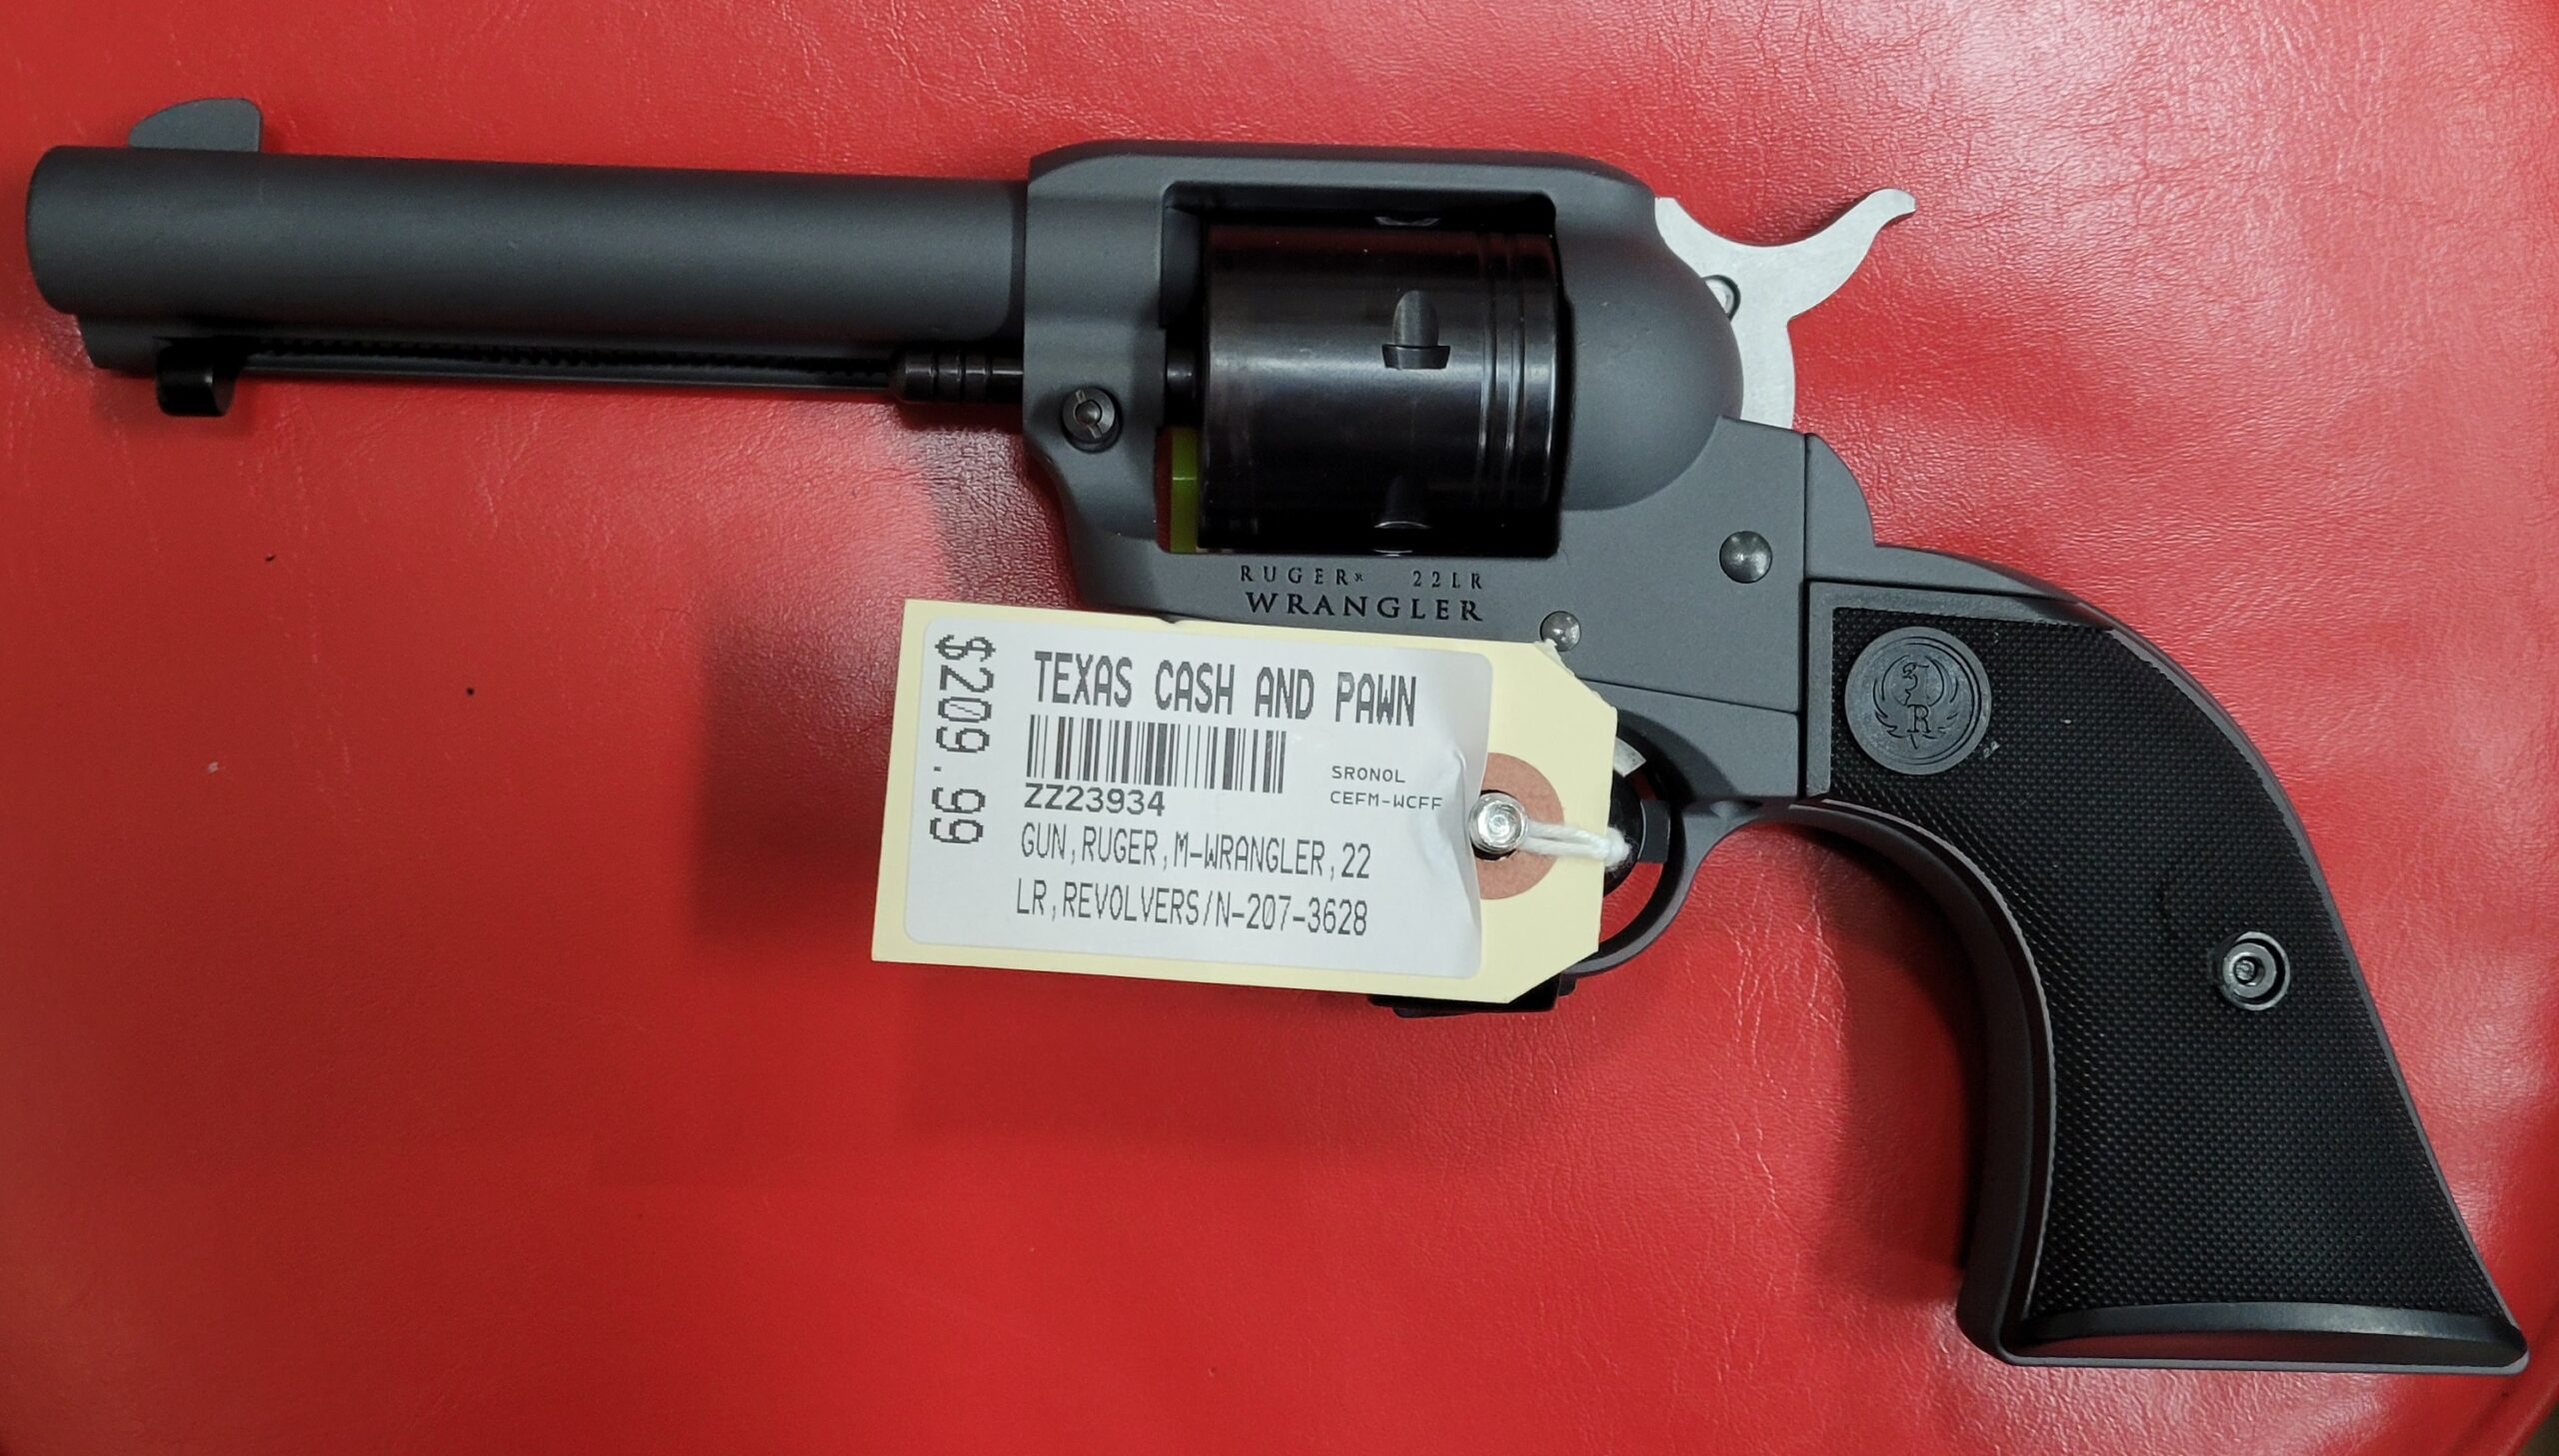 RUGER® 22LR
WRANGLER
$209.99
TEXAS CASH AND PAWN
SRONOL
ZZ23934
CEFM-WCFF
GUN,RUGER,M-WRANGLER,22
LR,REVOLVERS/N-207-3628
R